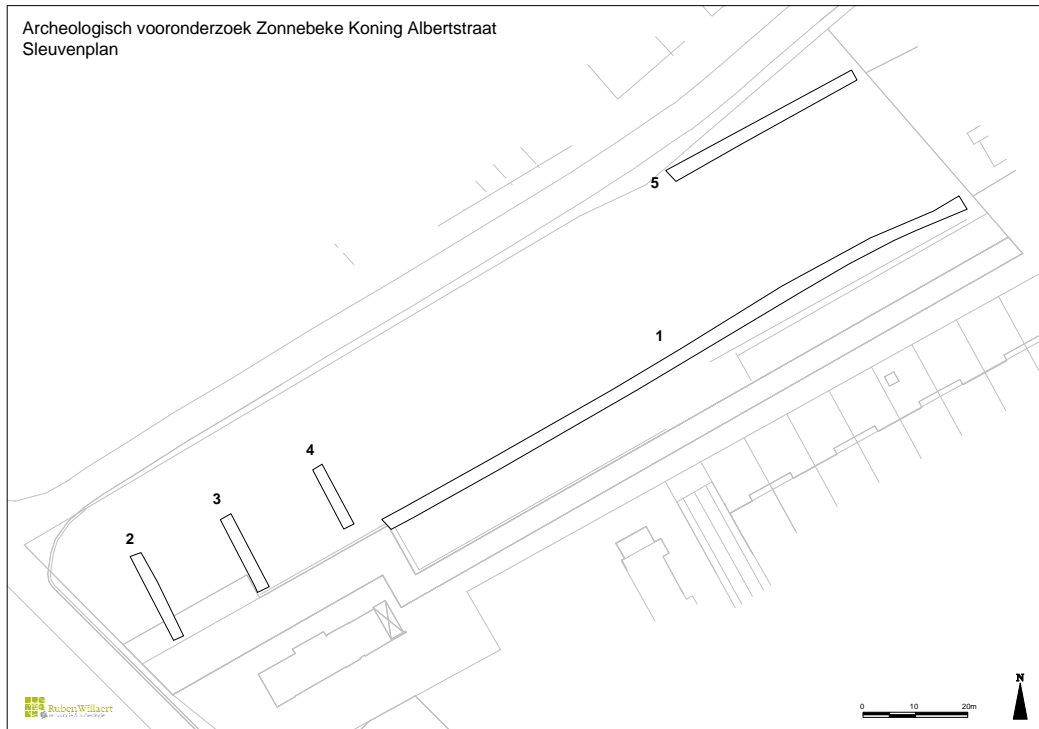 Archeologisch vooronderzoek Zonnebeke Koning Albertstraat
Sleuvenplan
5
1
4
3
2
N
0 10 20m
RubenWillaert